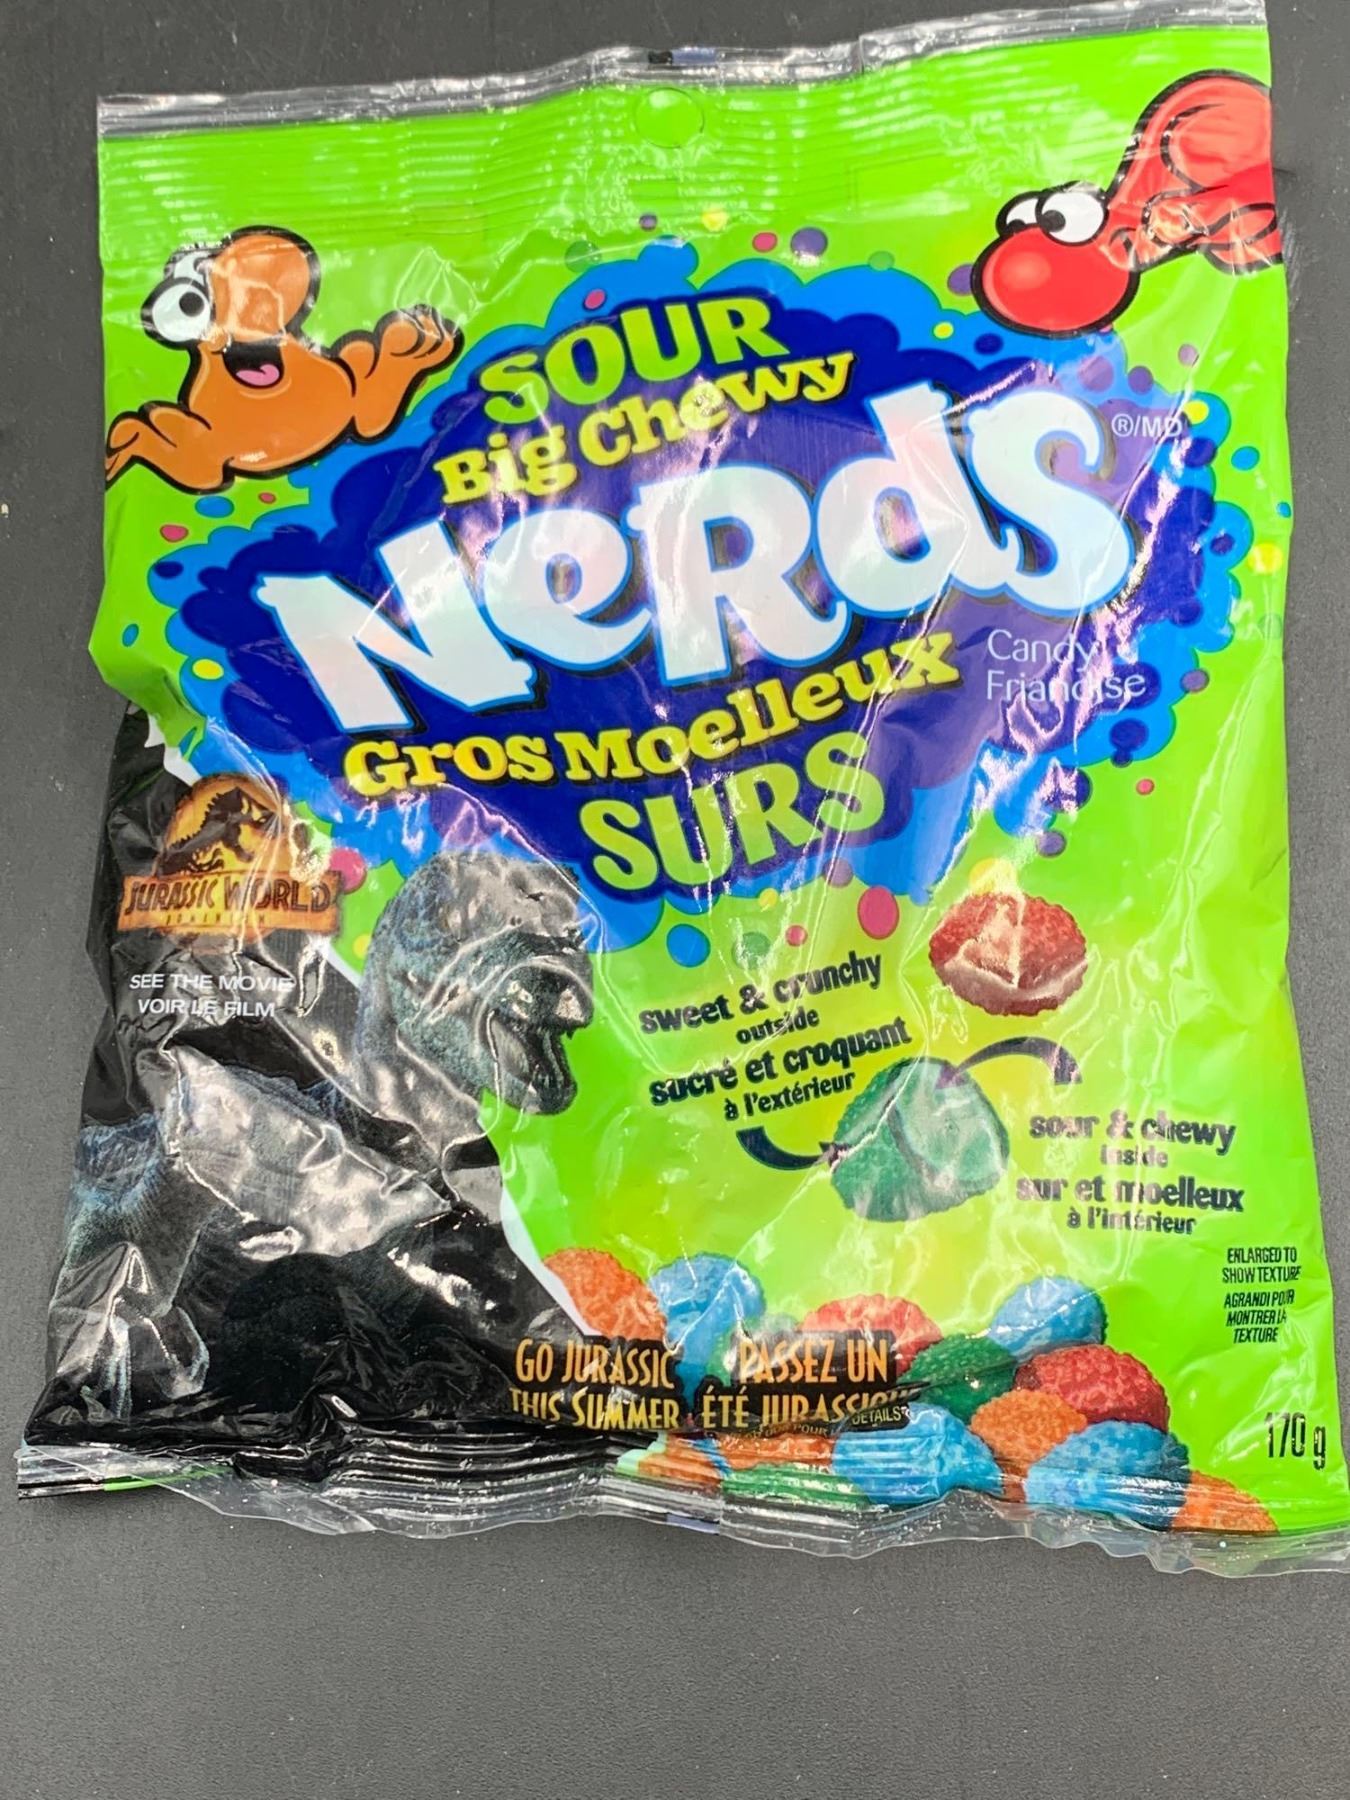 SOUR
Big Chewy
NeRdS
®/MD
Candy
Friandise
Gros Moelleux
SURS
JURASSIC WORLD
DOMINION
SEE THE MOVIE
VOIR LE FILM
sweet & crunchy
outside
sucré et croquant
à l'extérieur
sour & chewy
inside
sur et moelleux
à l'intérieur
ENLARGED TO
SHOW TEXTURE
AGRANDI POUR
MONTRER LA
TEXTURE
GO JURASSIC
THIS SUMMER
PASSEZ UN
ÉTÉ JURASSIQUE
DETAILS
170 g